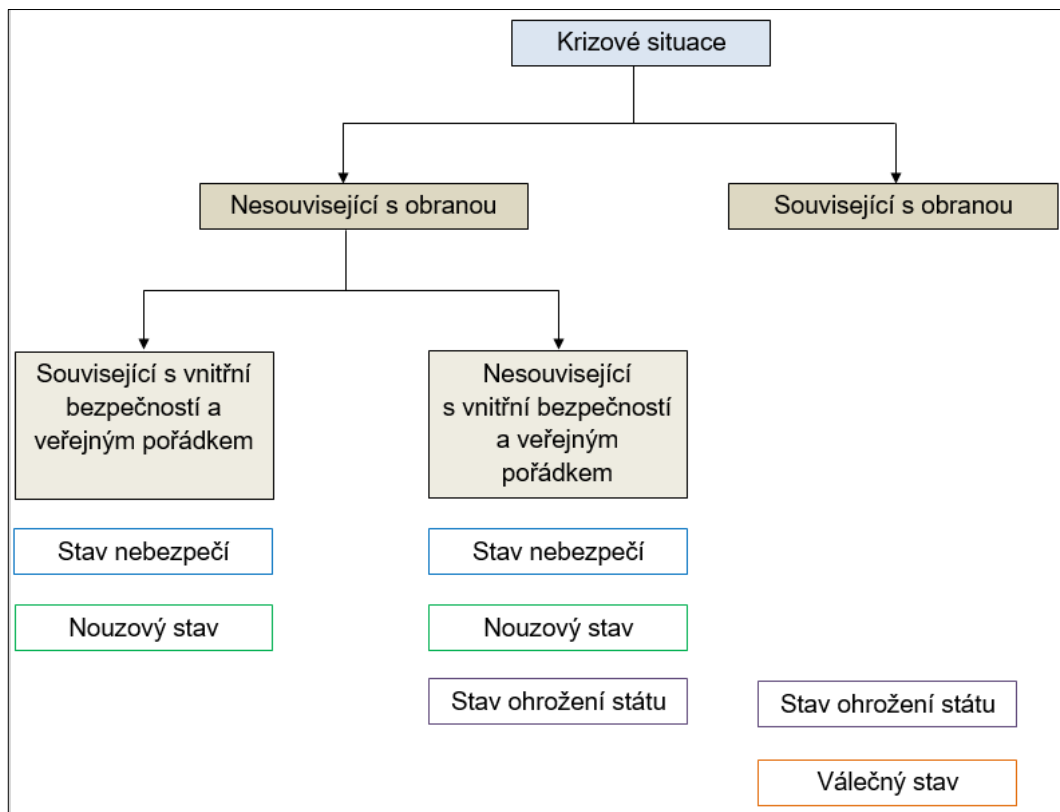 Krizové situace
Nesouvisející s obranou
Související s obranou
Související s vnitřní
bezpečností a
veřejným pořádkem
Nesouvisející
s vnitřní bezpečností
a veřejným
pořádkem
Stav nebezpečí
Stav nebezpečí
Nouzový stav
Nouzový stav
Stav ohrožení státu
Stav ohrožení státu
Válečný stav